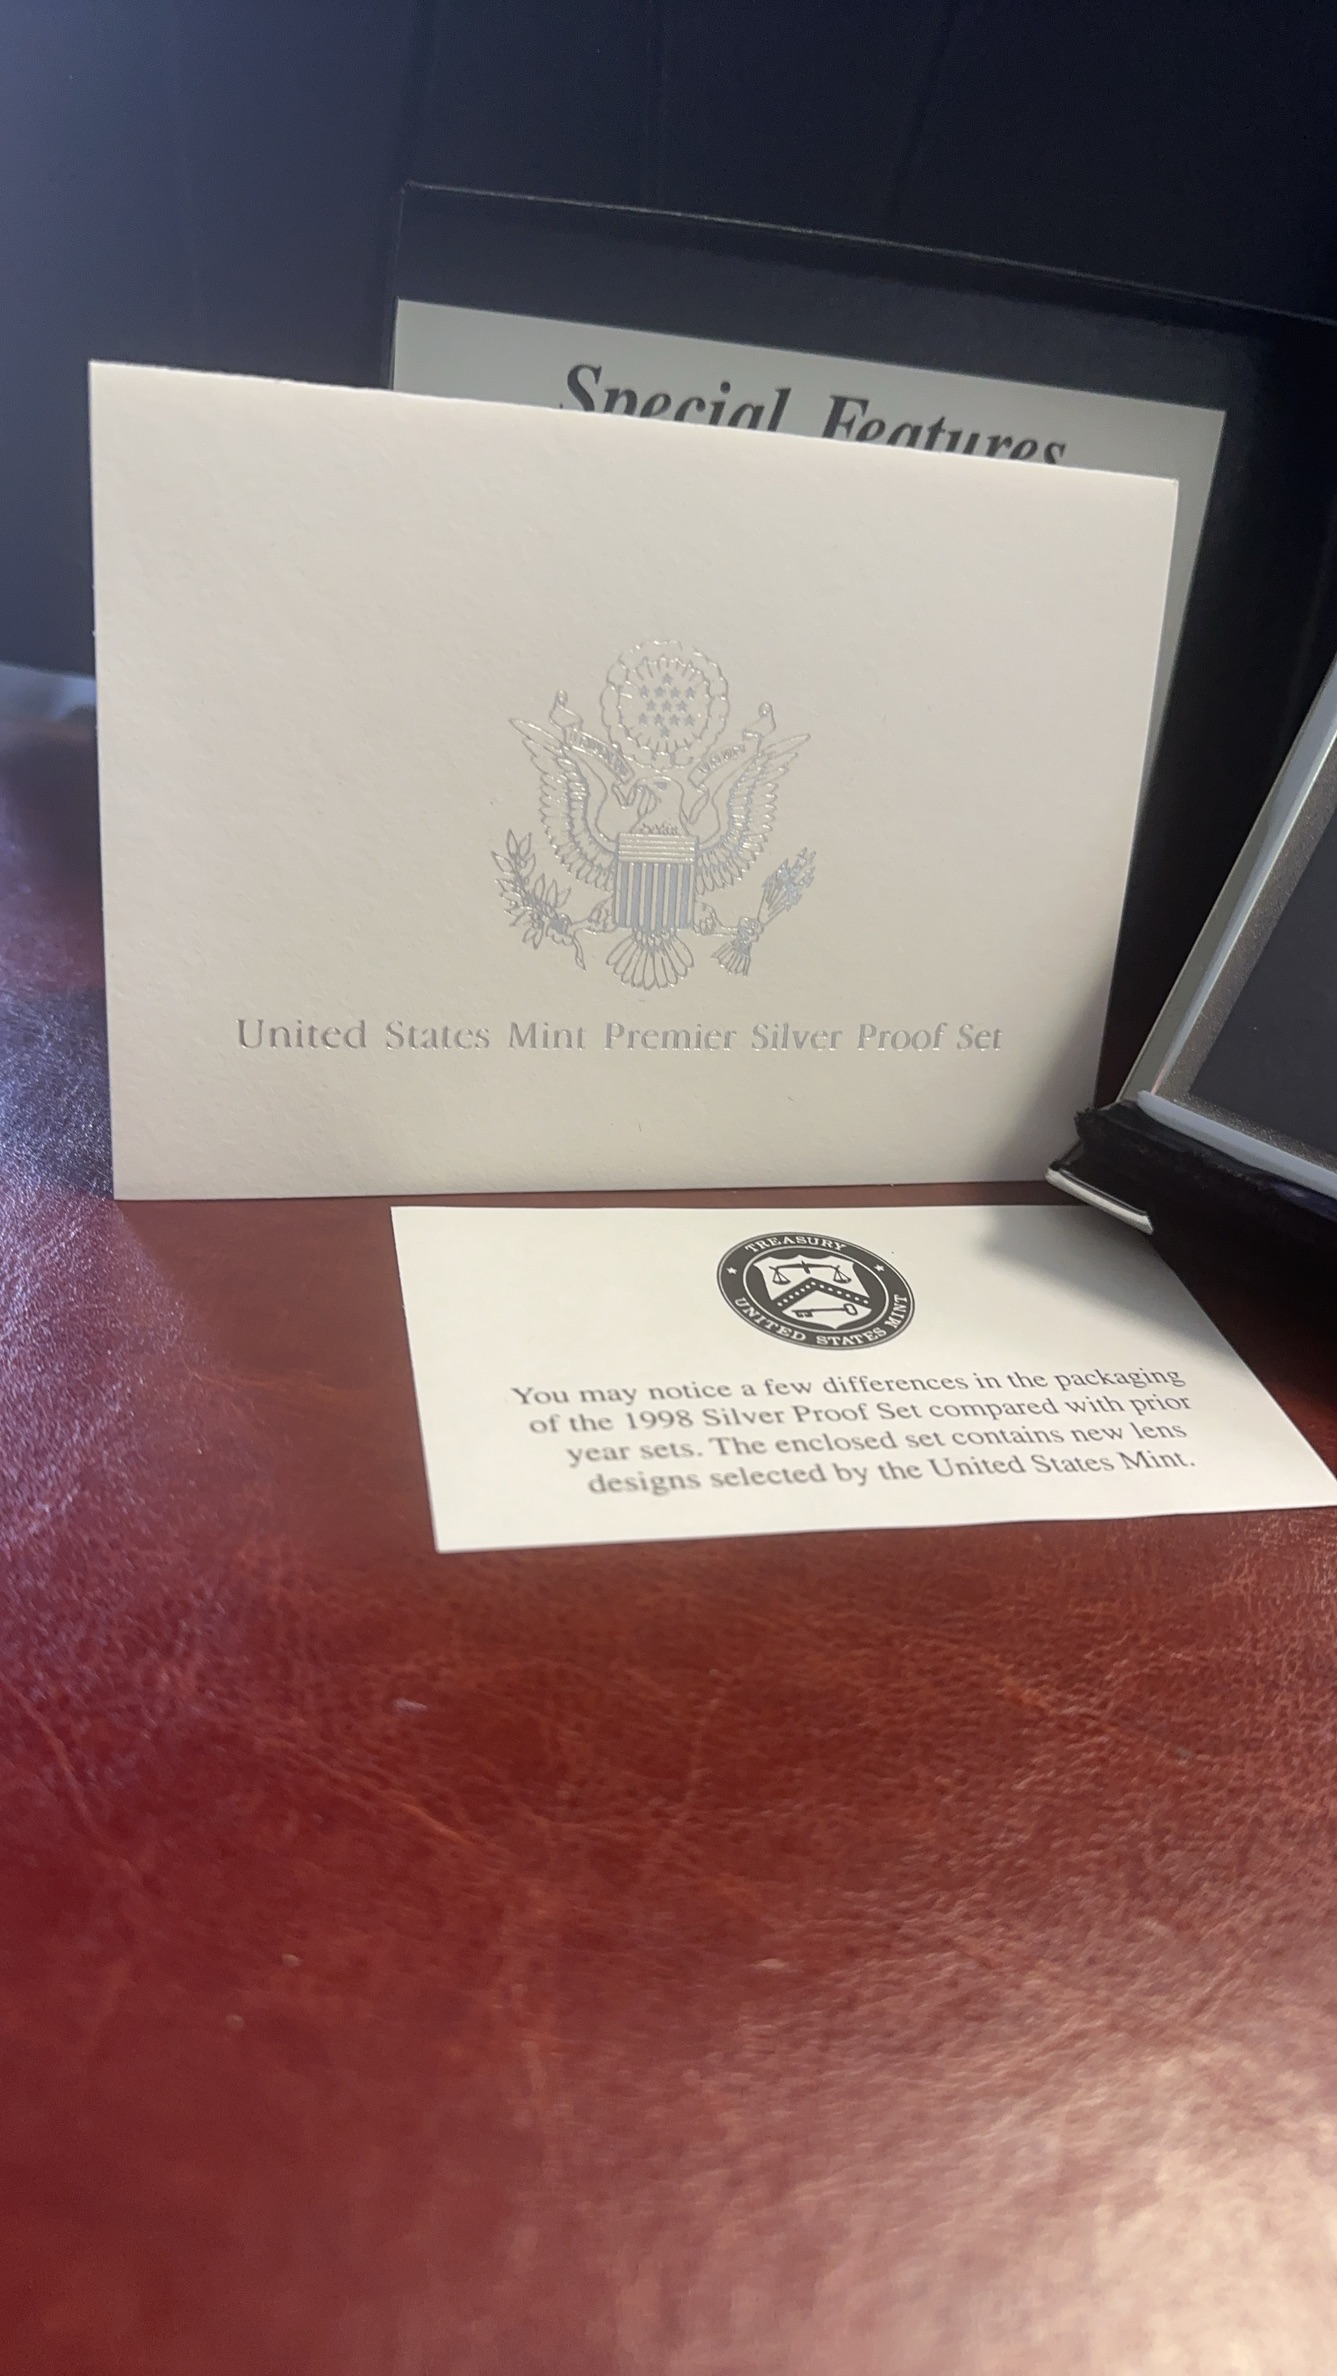 Special Features
United States Mint Premier Silver Proof Set
TREASURY
UNITED STATES MINT
You may notice a few differences in the packaging
of the 1998 Silver Proof Set compared with prior
year sets. The enclosed set contains new lens
designs selected by the United States Mint.